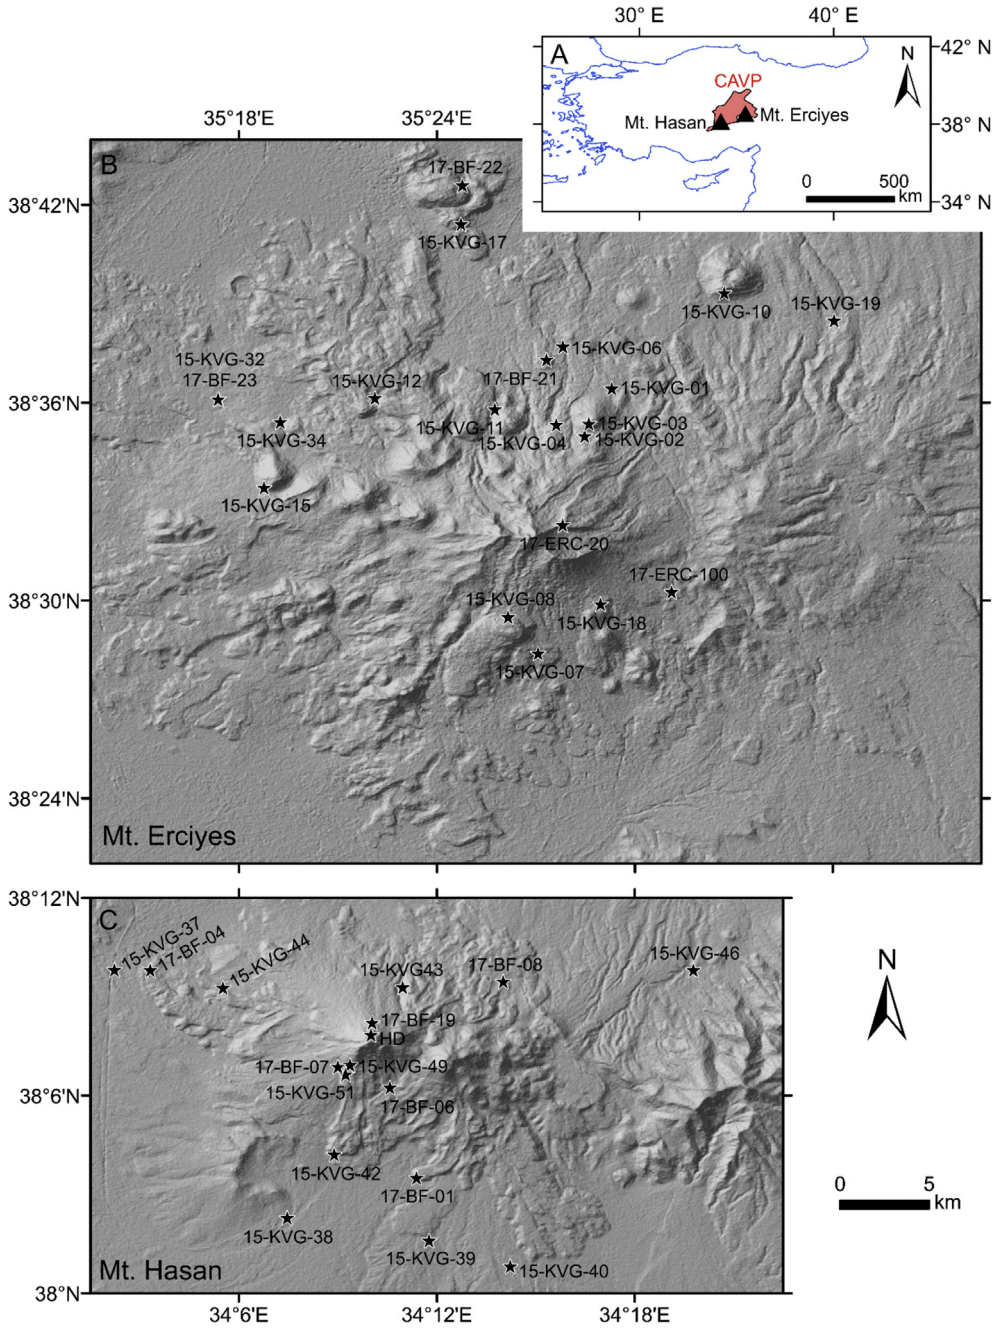 30° E
40° E
A
N
42° N
CAVP
Mt. Hasan
Mt. Erciyes
38° N
0
500
km
34° N
35°18'E
35°24'E
B
17-BF-22
38°42'N
15-KVG-17
15-KVG-10
15-KVG-19
15-KVG-32
17-BF-23
15-KVG-12
15-KVG-06
17-BF-21
15-KVG-01
38°36'N
15-KVG-11
15-KVG-03
15-KVG-04
15-KVG-02
15-KVG-34
15-KVG-15
17-ERC-20
17-ERC-100
38°30'N
15-KVG-08
15-KVG-18
15-KVG-07
38°24'N
Mt. Erciyes
38°12'N
C
15-KVG-37
17-BF-04
15-KVG-44
15-KVG43
17-BF-08
15-KVG-46
N
17-BF-19
HD
17-BF-07
15-KVG-49
15-KVG-51
38°6'N
17-BF-06
15-KVG-42
17-BF-01
0
5
km
15-KVG-38
15-KVG-39
15-KVG-40
Mt. Hasan
38°N
34°6'E
34°12'E
34°18'E